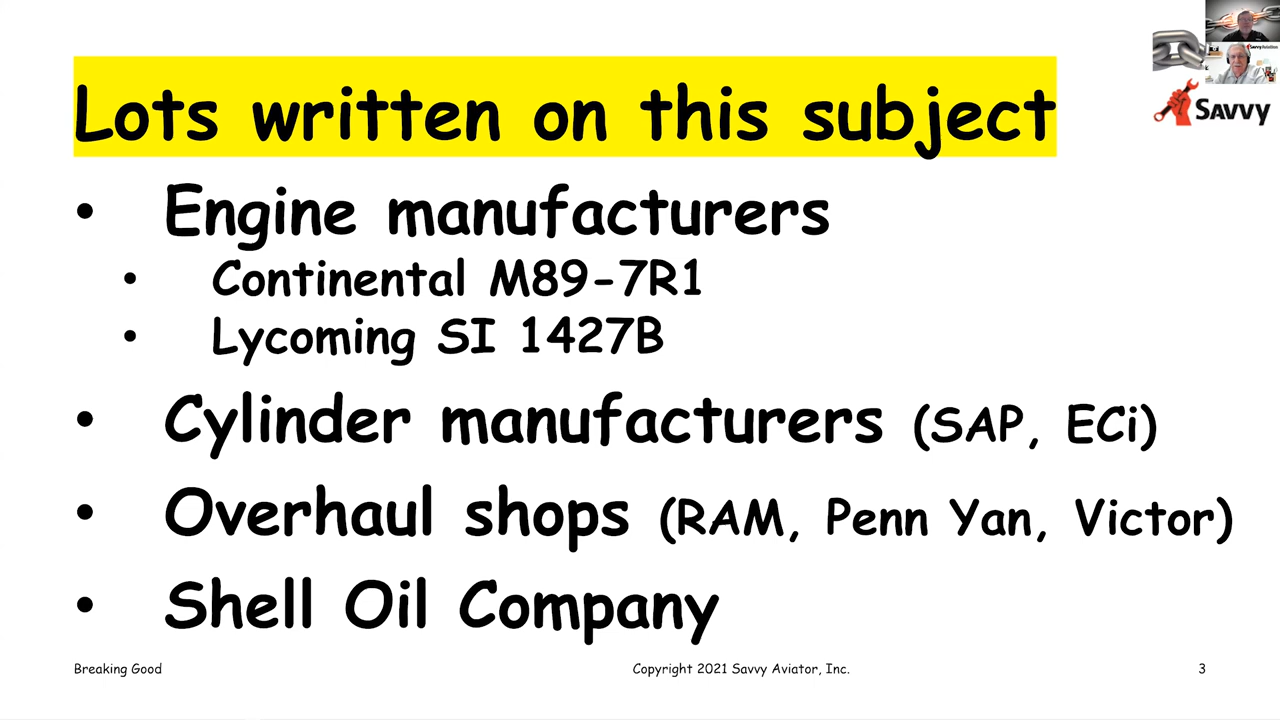 Lots written on this subject
• Engine manufacturers
• Continental M89-7R1
• Lycoming SI 1427B
• Cylinder manufacturers (SAP, ECi)
• Overhaul shops (RAM, Penn Yan, Victor)
• Shell Oil Company
Breaking Good
Copyright 2021 Savvy Aviator, Inc.
3
SavvyAviation
Savvy